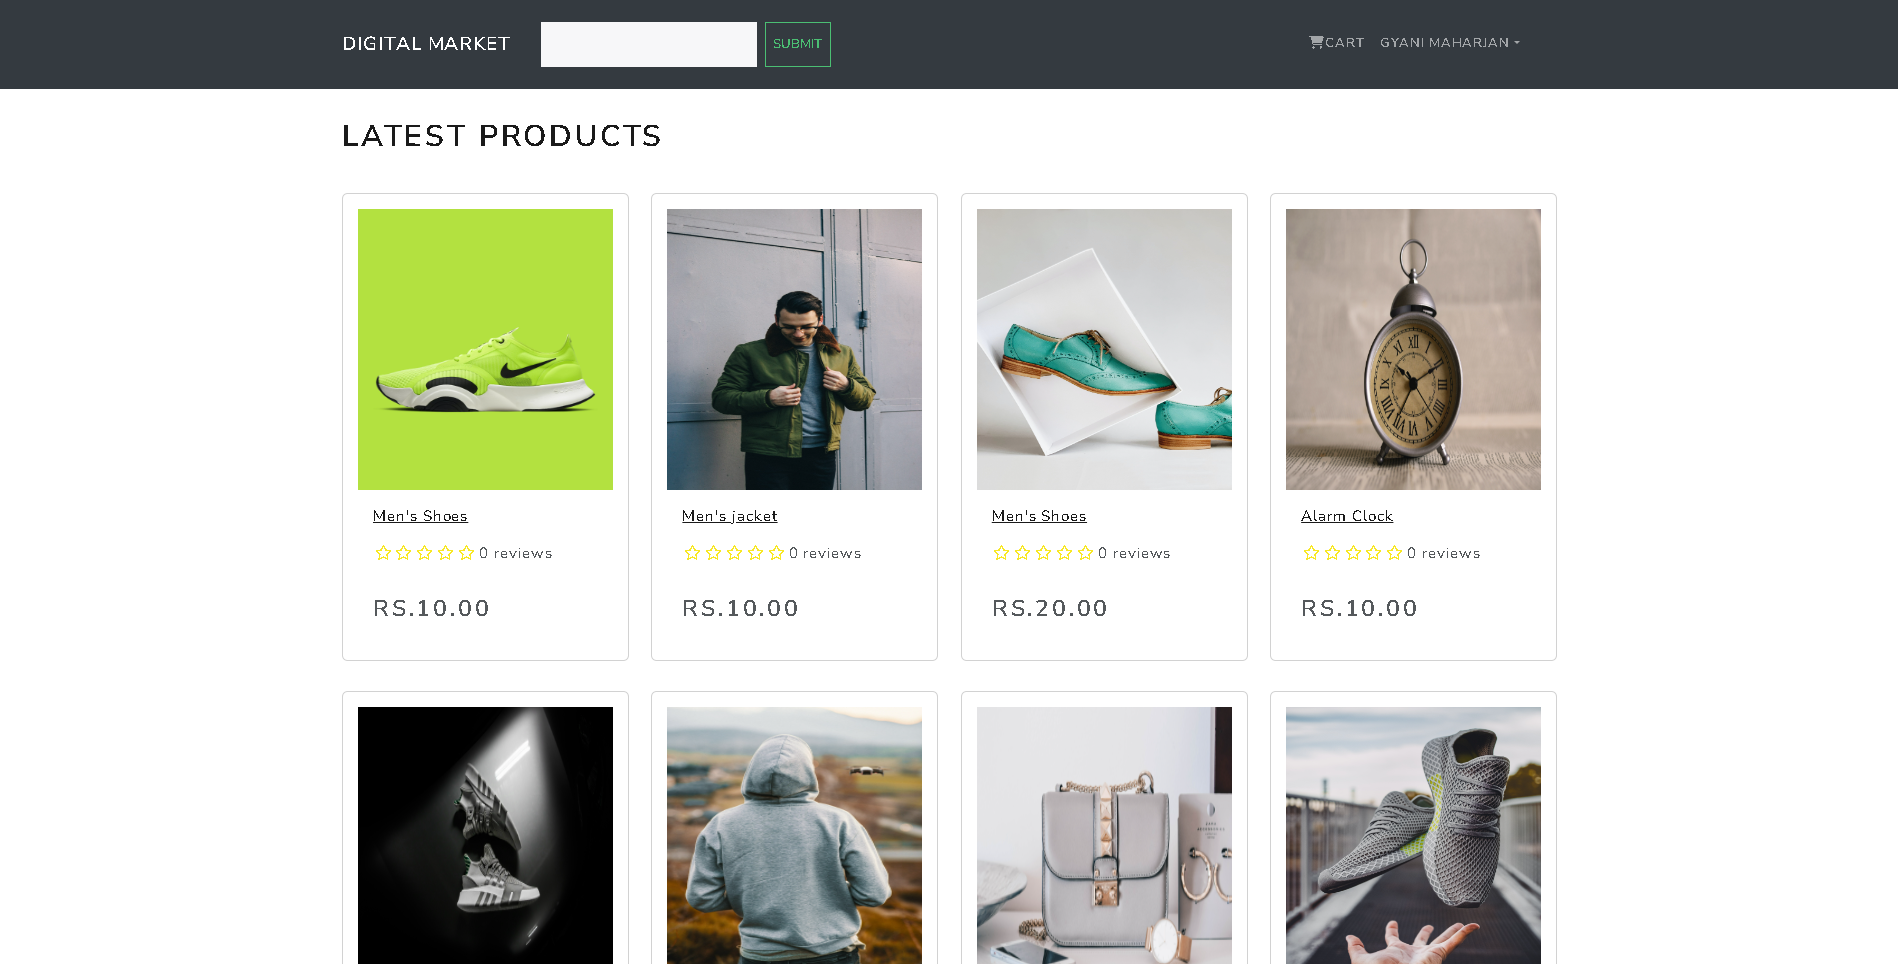 DIGITAL MARKET
SUBMIT
CART
GYANI MAHARJAN
LATEST PRODUCTS
Men's Shoes
0 reviews
RS.10.00
Men's jacket
0 reviews
RS.10.00
Men's Shoes
0 reviews
RS.20.00
Alarm Clock
0 reviews
RS.10.00